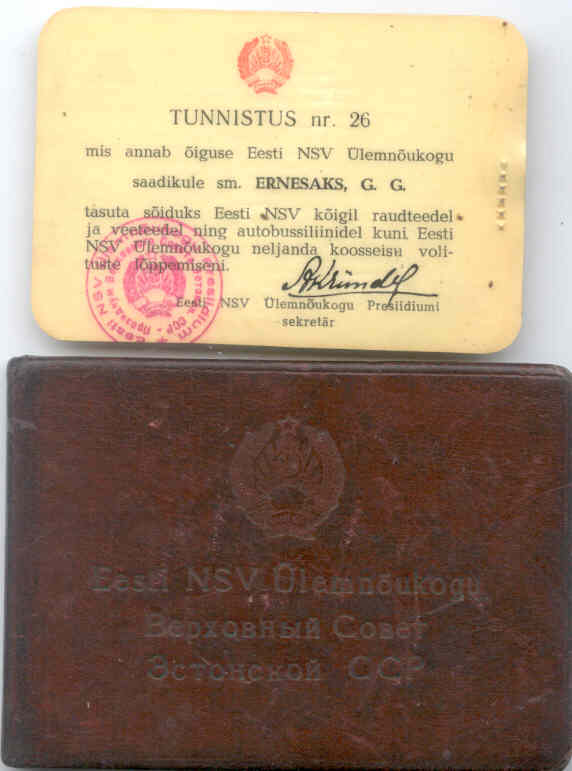 TUNNISTUS nr. 26
mis annab õiguse Eesti NSV Ülemnõukogu
saadikule sm. ERNESAKS, G. G.
tasuta sõiduks Eesti NSV kõigil raudteedel
ja veeteedel ning autobussiliinidel kuni Eesti
NSV Ülemnõukogu neljanda koosseisu voli-
tuste lõppemiseni.
Eesti NSV Ülemnõukogu Presiidiumi
sekretär
Eesti NSV Ülemnõukogu
Верховный Совет
Эстонской ССР